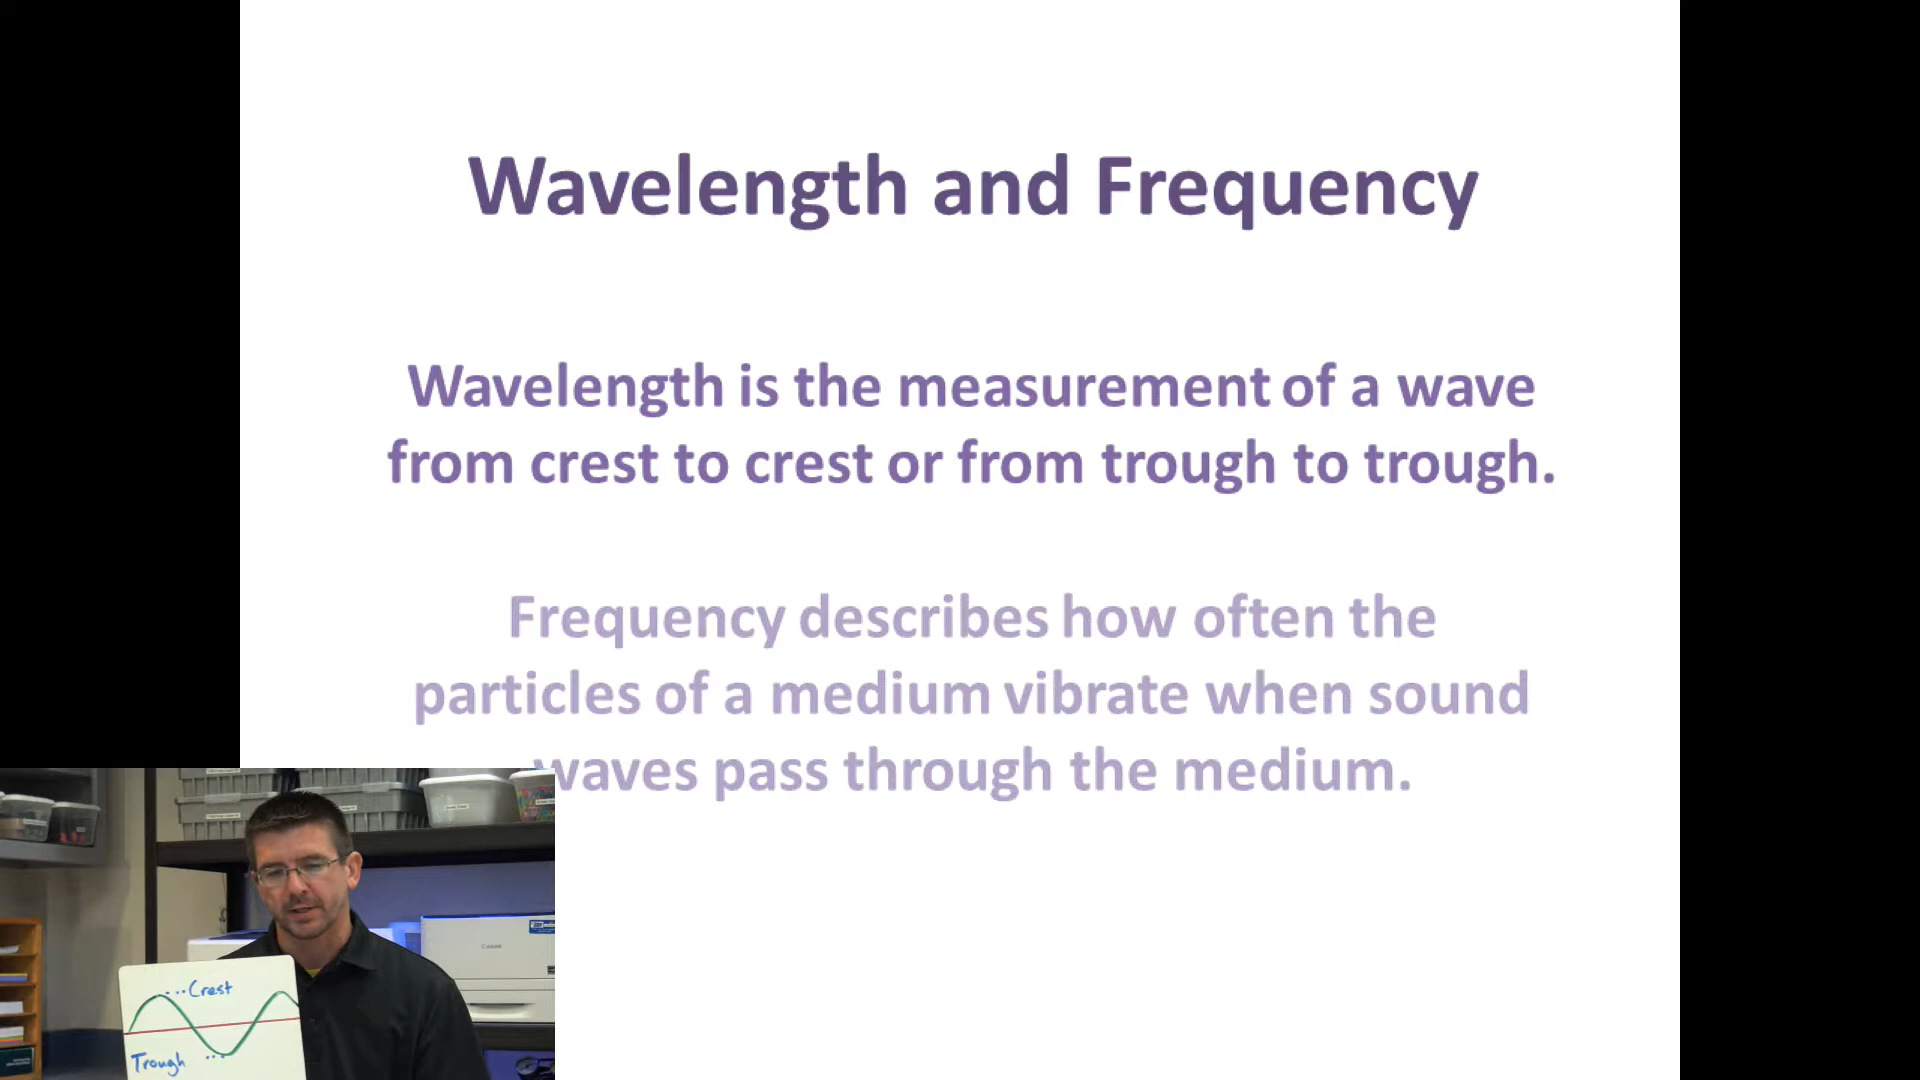 Wavelength and Frequency
Wavelength is the measurement of a wave
from crest to crest or from trough to trough.
Frequency describes how often the
particles of a medium vibrate when sound
waves pass through the medium.
Canon
...Crest
Trough ...